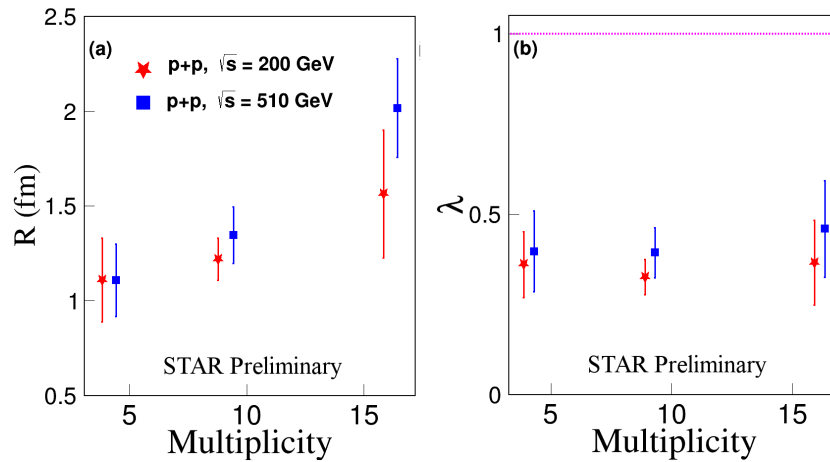 2.5
(a)
p+p, √s = 200 GeV
2
p+p, √s = 510 GeV
R (fm)
1.5
1
STAR Preliminary
0.5
5
10
15
Multiplicity
1
(b)
λ
0.5
STAR Preliminary
0
5
10
15
Multiplicity